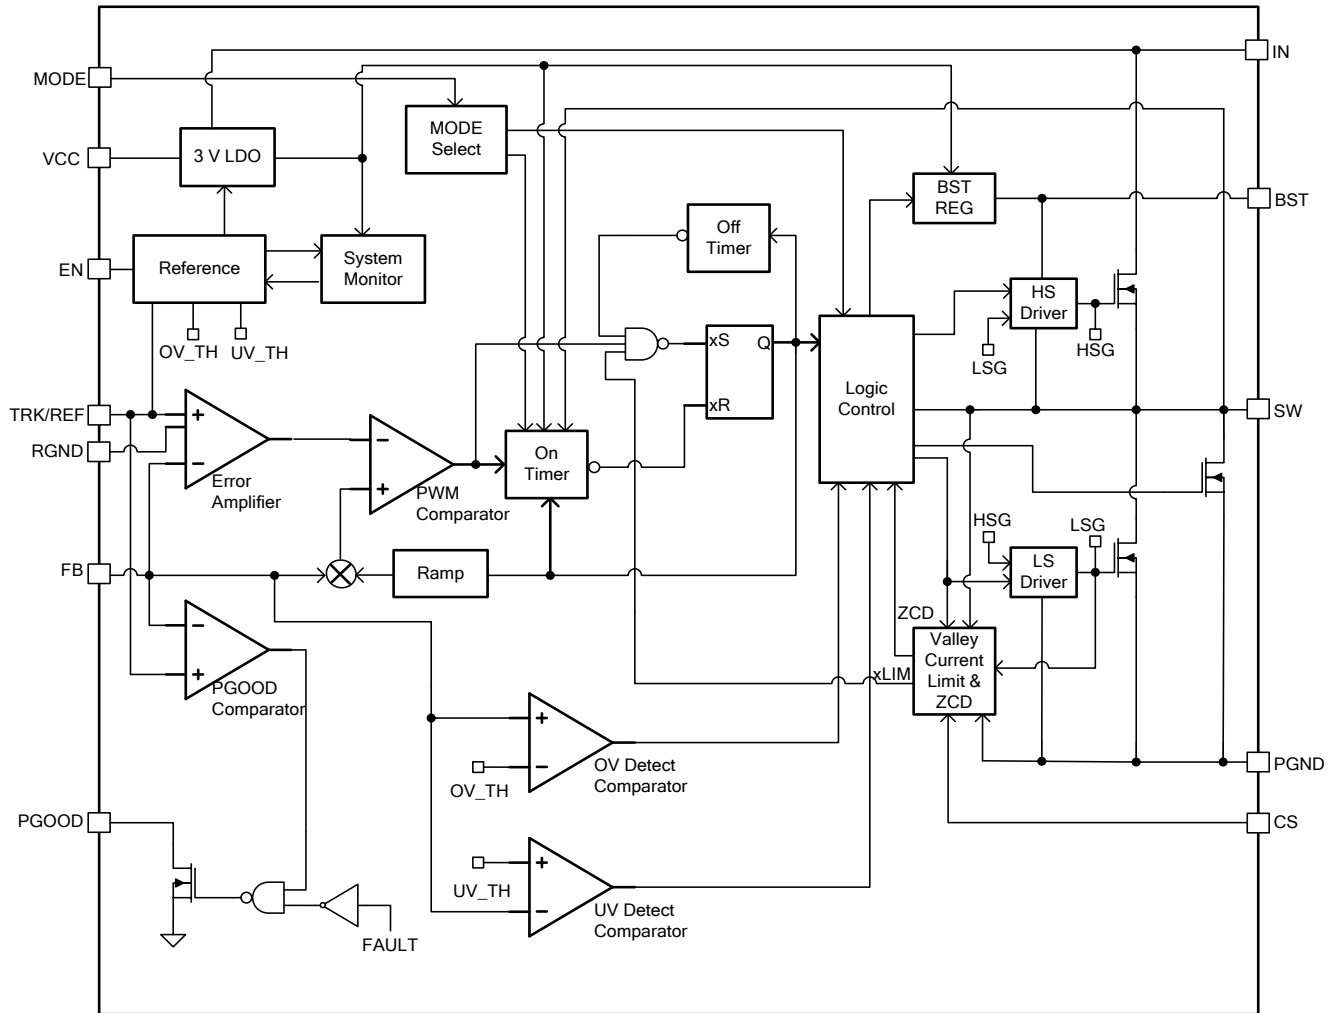 IN
MODE
MODE
Select
3 V LDO
VCC
BST
REG
BST
Off
Timer
EN
Reference
System
Monitor
HS
Driver
OV_TH
UV_TH
xS
Q
LSG
HSG
Logic
Control
xR
TRK/REF
SW
RGND
On
Timer
Error
Amplifier
PWM
Comparator
HSG
LSG
FB
Ramp
LS
Driver
ZCD
Valley
Current
Limit &
ZCD
xLIM
PGOOD
Comparator
OV Detect
Comparator
OV_TH
PGND
PGOOD
CS
UV_TH
UV Detect
Comparator
FAULT